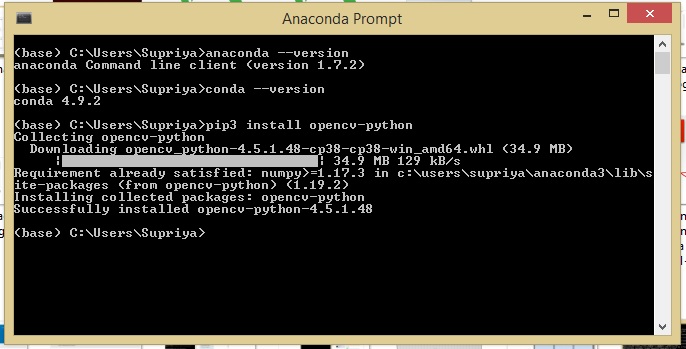 Anaconda Prompt
(base) C:\Users\Supriya>anaconda --version
anaconda Command line client (version 1.7.2)
(base) C:\Users\Supriya>conda --version
conda 4.9.2
(base) C:\Users\Supriya>pip3 install opencv-python
Collecting opencv-python
Downloading opencv_python-4.5.1.48-cp38-cp38-win_amd64.whl (34.9 MB)
| | 34.9 MB 129 kB/s
Requirement already satisfied: numpy>=1.17.3 in c:\users\supriya\anaconda3\lib\s
ite-packages (from opencv-python) (1.19.2)
Installing collected packages: opencv-python
Successfully installed opencv-python-4.5.1.48
(base) C:\Users\Supriya>